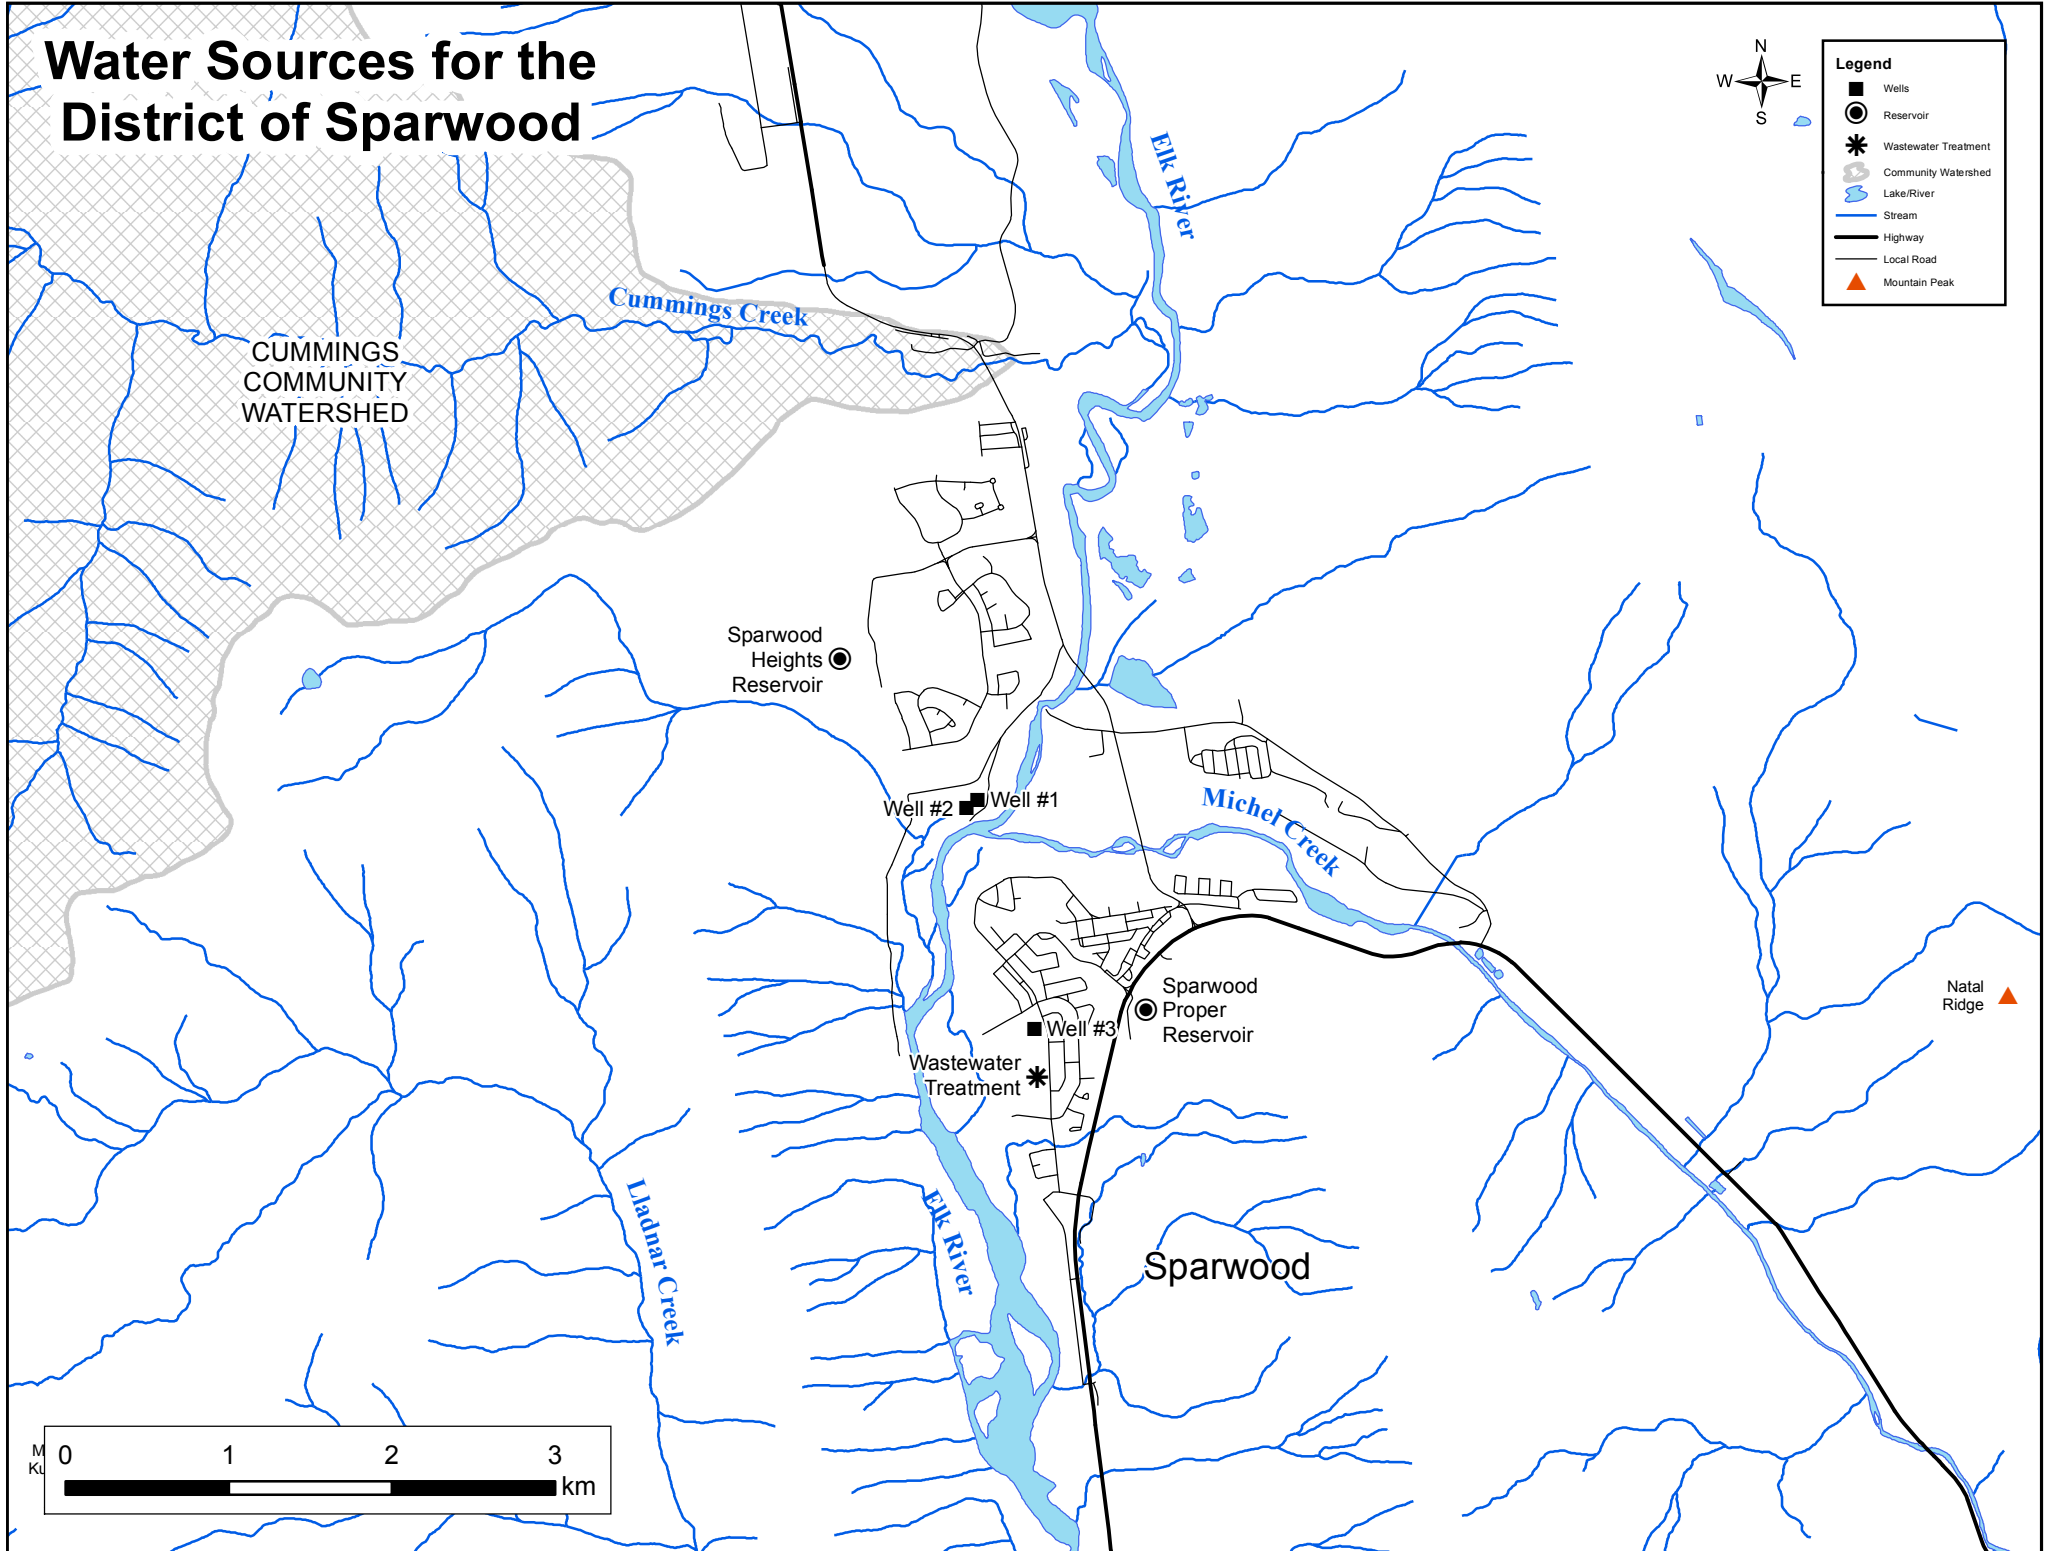 Water Sources for the
District of Sparwood
N
W
E
S
Legend
Wells
Reservoir
Wastewater Treatment
Community Watershed
Lake/River
Stream
Highway
Local Road
Mountain Peak
Elk River
Cummings Creek
CUMMINGS
COMMUNITY
WATERSHED
Sparwood
Heights
Reservoir
Well #2
Well #1
Michel Creek
Sparwood
Proper
Reservoir
Natal
Ridge
Well #3
Wastewater
Treatment
Lladnar Creek
Elk River
Sparwood
0 1 2 3
km